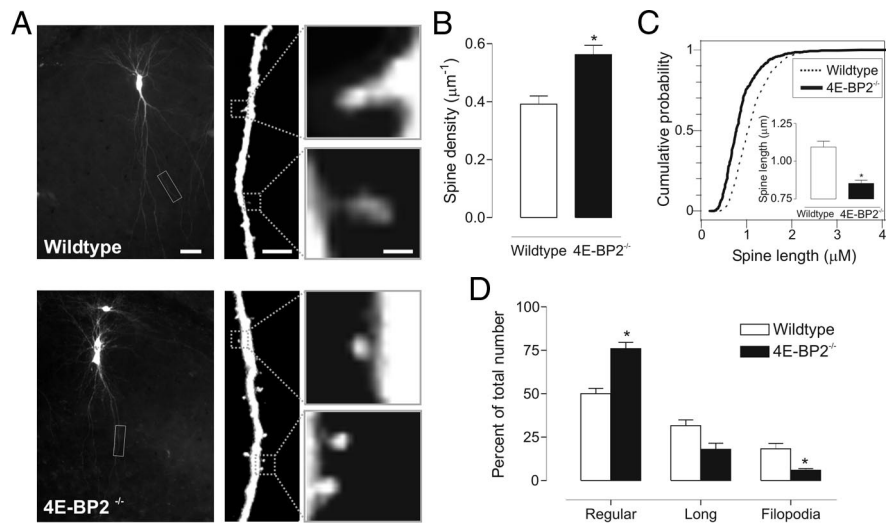 A
Wildtype
4E-BP2 -/-
B
Spine density (μm-1)
0.6
0.4
0.2
0.0
*
Wildtype 4E-BP2-/-
C
Cumulative probability
1
0.5
0
0 1 2 3 4
Spine length (μM)
Wildtype
4E-BP2-/-
Spine length (μm)
1.25
1.00
0.75
*
Wildtype 4E-BP2-/-
D
Percent of total number
100
75
50
25
0
*
*
Wildtype
4E-BP2-/-
Regular Long Filopodia